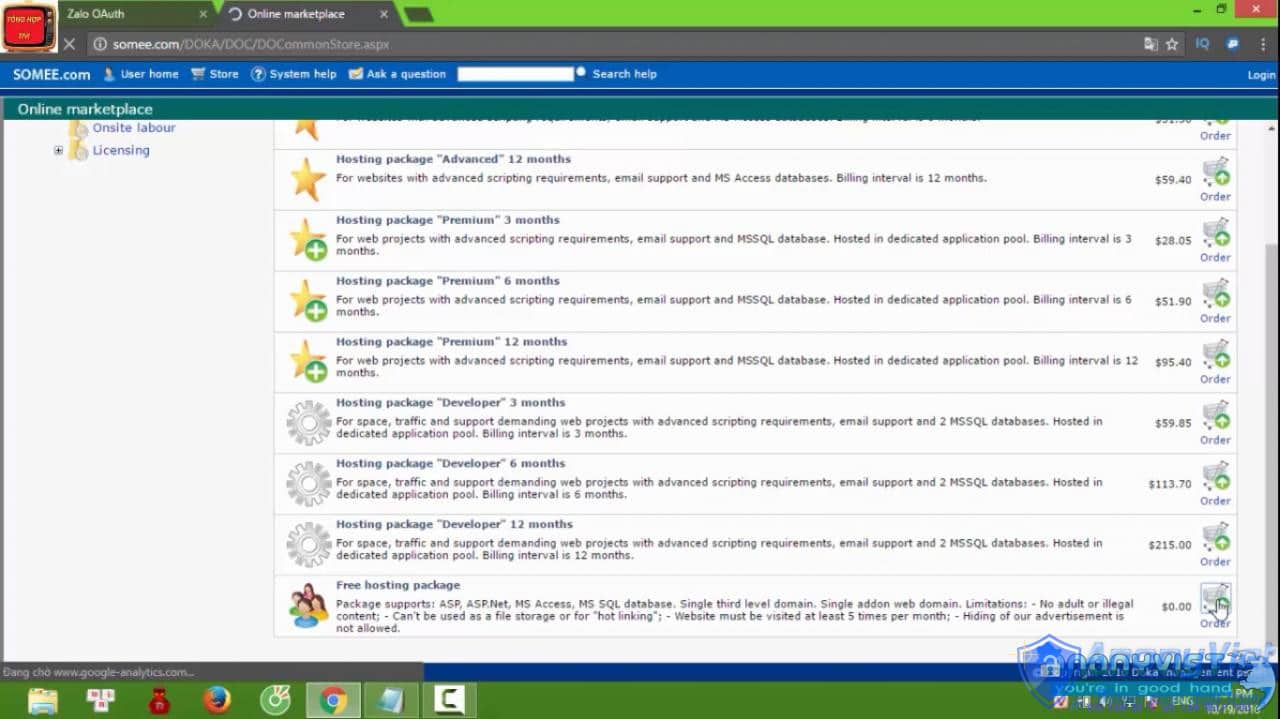 TỔNG HỢP
Zalo OAuth
Online marketplace
somee.com/DOKA/DOC/DOCommonStore.aspx
SOMEE.com User home Store System help Ask a question Search help Login
Online marketplace
Onsite labour
Licensing
Order
Hosting package "Advanced" 12 months
For websites with advanced scripting requirements, email support and MS Access databases. Billing interval is 12 months.
$59.40
Order
Hosting package "Premium" 3 months
For web projects with advanced scripting requirements, email support and MSSQL database. Hosted in dedicated application pool. Billing interval is 3
months.
$28.05
Order
Hosting package "Premium" 6 months
For web projects with advanced scripting requirements, email support and MSSQL database. Hosted in dedicated application pool. Billing interval is 6
months.
$51.90
Order
Hosting package "Premium" 12 months
For web projects with advanced scripting requirements, email support and MSSQL database. Hosted in dedicated application pool. Billing interval is 12
months.
$95.40
Order
Hosting package "Developer" 3 months
For space, traffic and support demanding web projects with advanced scripting requirements, email support and 2 MSSQL databases. Hosted in
dedicated application pool. Billing interval is 3 months.
$59.85
Order
Hosting package "Developer" 6 months
For space, traffic and support demanding web projects with advanced scripting requirements, email support and 2 MSSQL databases. Hosted in
dedicated application pool. Billing interval is 6 months.
$113.70
Order
Hosting package "Developer" 12 months
For space, traffic and support demanding web projects with advanced scripting requirements, email support and 2 MSSQL databases. Hosted in
dedicated application pool. Billing interval is 12 months.
$215.00
Order
Free hosting package
Package supports: ASP, ASP.Net, MS Access, MS SQL database. Single third level domain. Single addon web domain. Limitations: - No adult or illegal
content; - Can't be used as a file storage or for "hot linking"; - Website must be visited at least 5 times per month; - Hiding of our advertisement is
not allowed.
$0.00
Order
Đang chờ www.google-analytics.com...
AnonyViet
you're in good hand
ENG
PM
10/19/2016